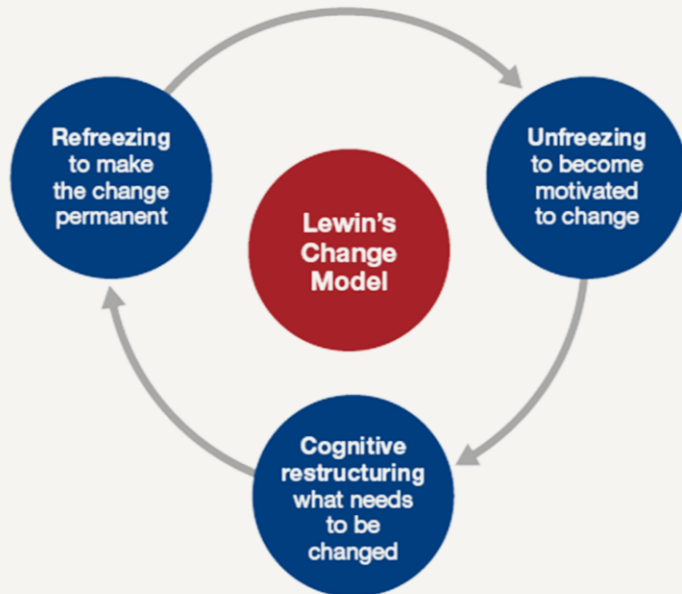 Refreezing
to make
the change
permanent
Unfreezing
to become
motivated
to change
Lewin's
Change
Model
Cognitive
restructuring
what needs
to be
changed